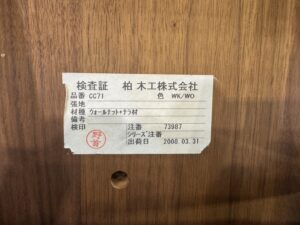 検査証　柏木工株式会社
品番 CC71 色 WK/WO
張地
材種 ウォールナット+ナラ材
備考
検印 注番 73987
シリーズ注番
出荷日 2008.03.31